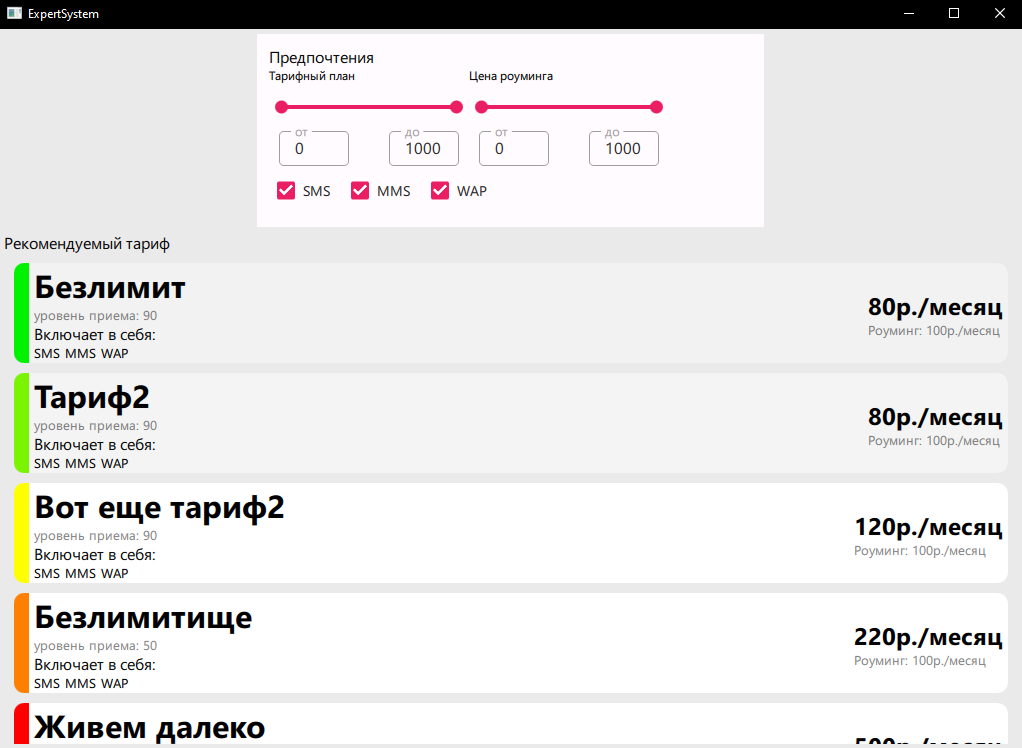 ExpertSystem
Предпочтения
Тарифный план Цена роуминга
от до от до
0 1000 0 1000
SMS MMS WAP
Рекомендуемый тариф
Безлимит
уровень приема: 90
Включает в себя:
SMS MMS WAP
80р./месяц
Роуминг: 100р./месяц
Тариф2
уровень приема: 90
Включает в себя:
SMS MMS WAP
80р./месяц
Роуминг: 100р./месяц
Вот еще тариф2
уровень приема: 90
Включает в себя:
SMS MMS WAP
120р./месяц
Роуминг: 100р./месяц
Безлимитище
уровень приема: 50
Включает в себя:
SMS MMS WAP
220р./месяц
Роуминг: 100р./месяц
Живем далеко